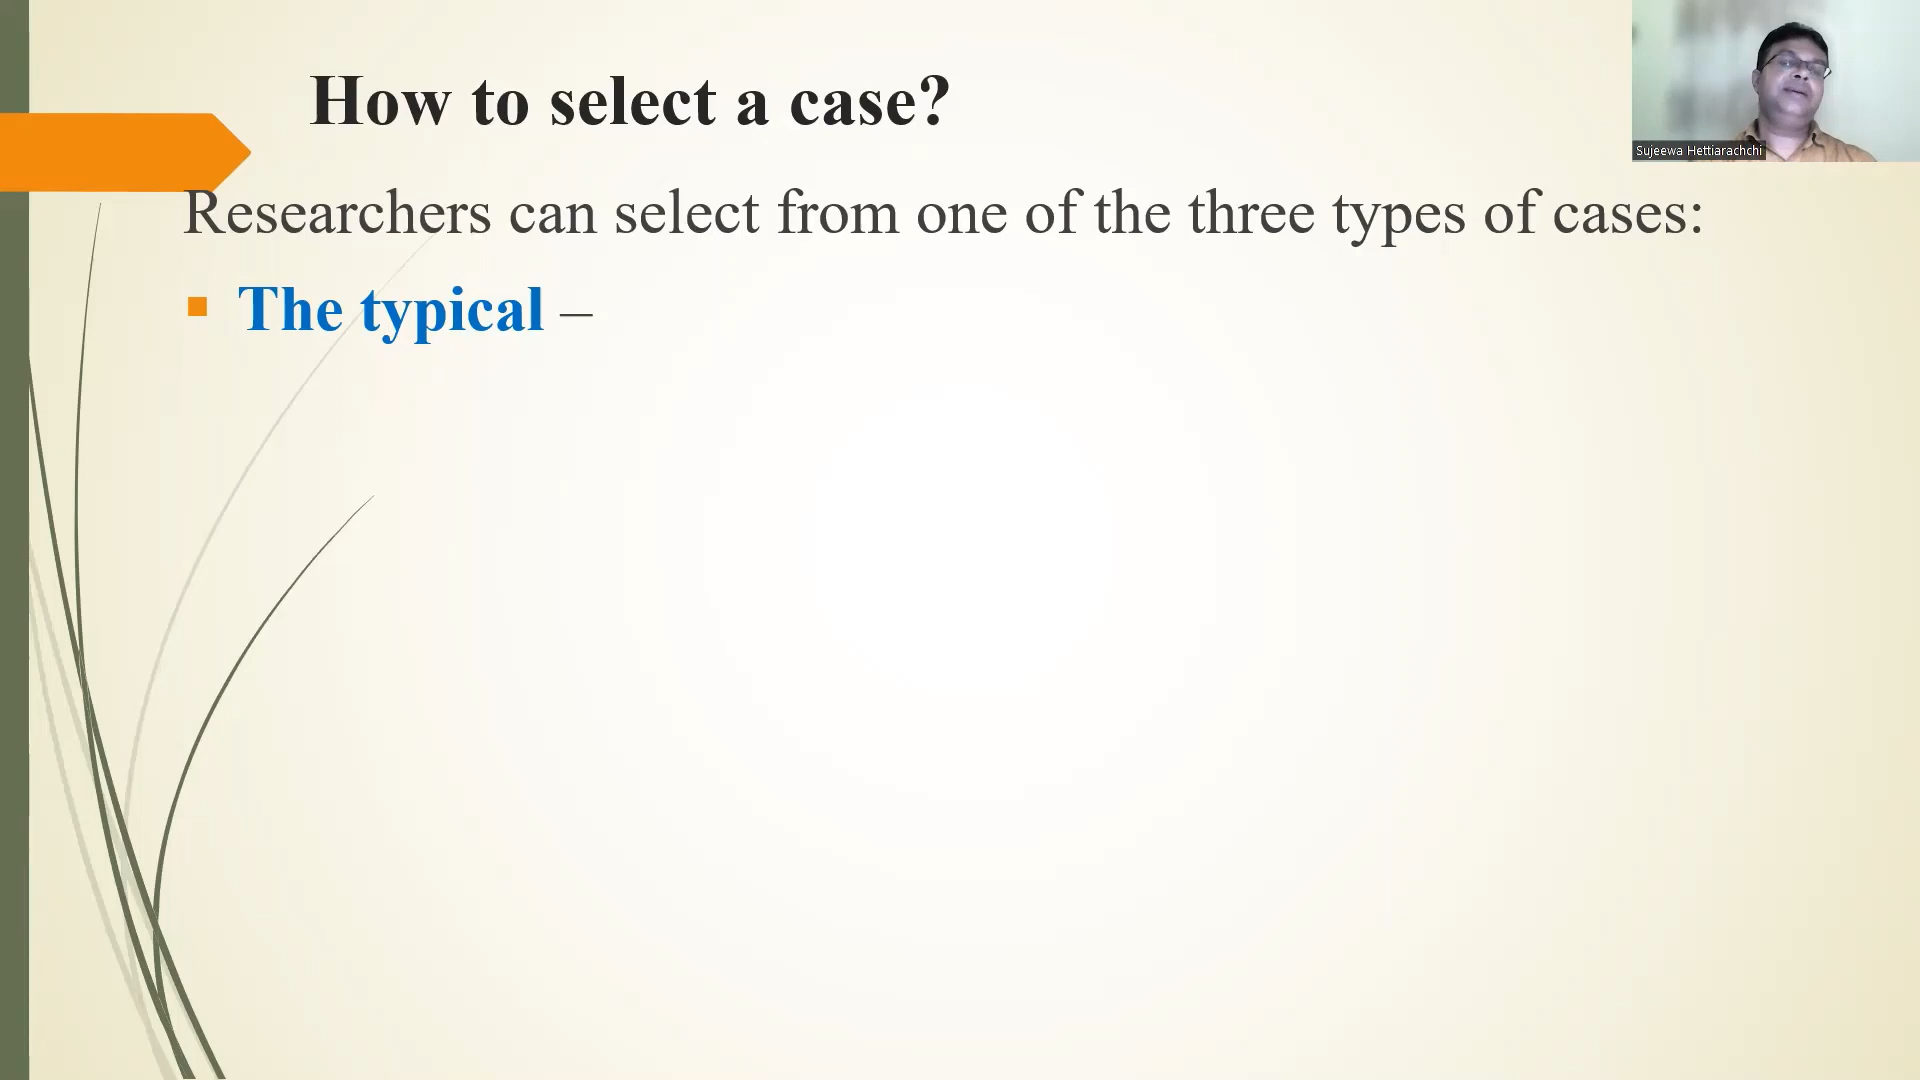 How to select a case?
Sujeewa Hettiarachchi
Researchers can select from one of the three types of cases:
The typical –